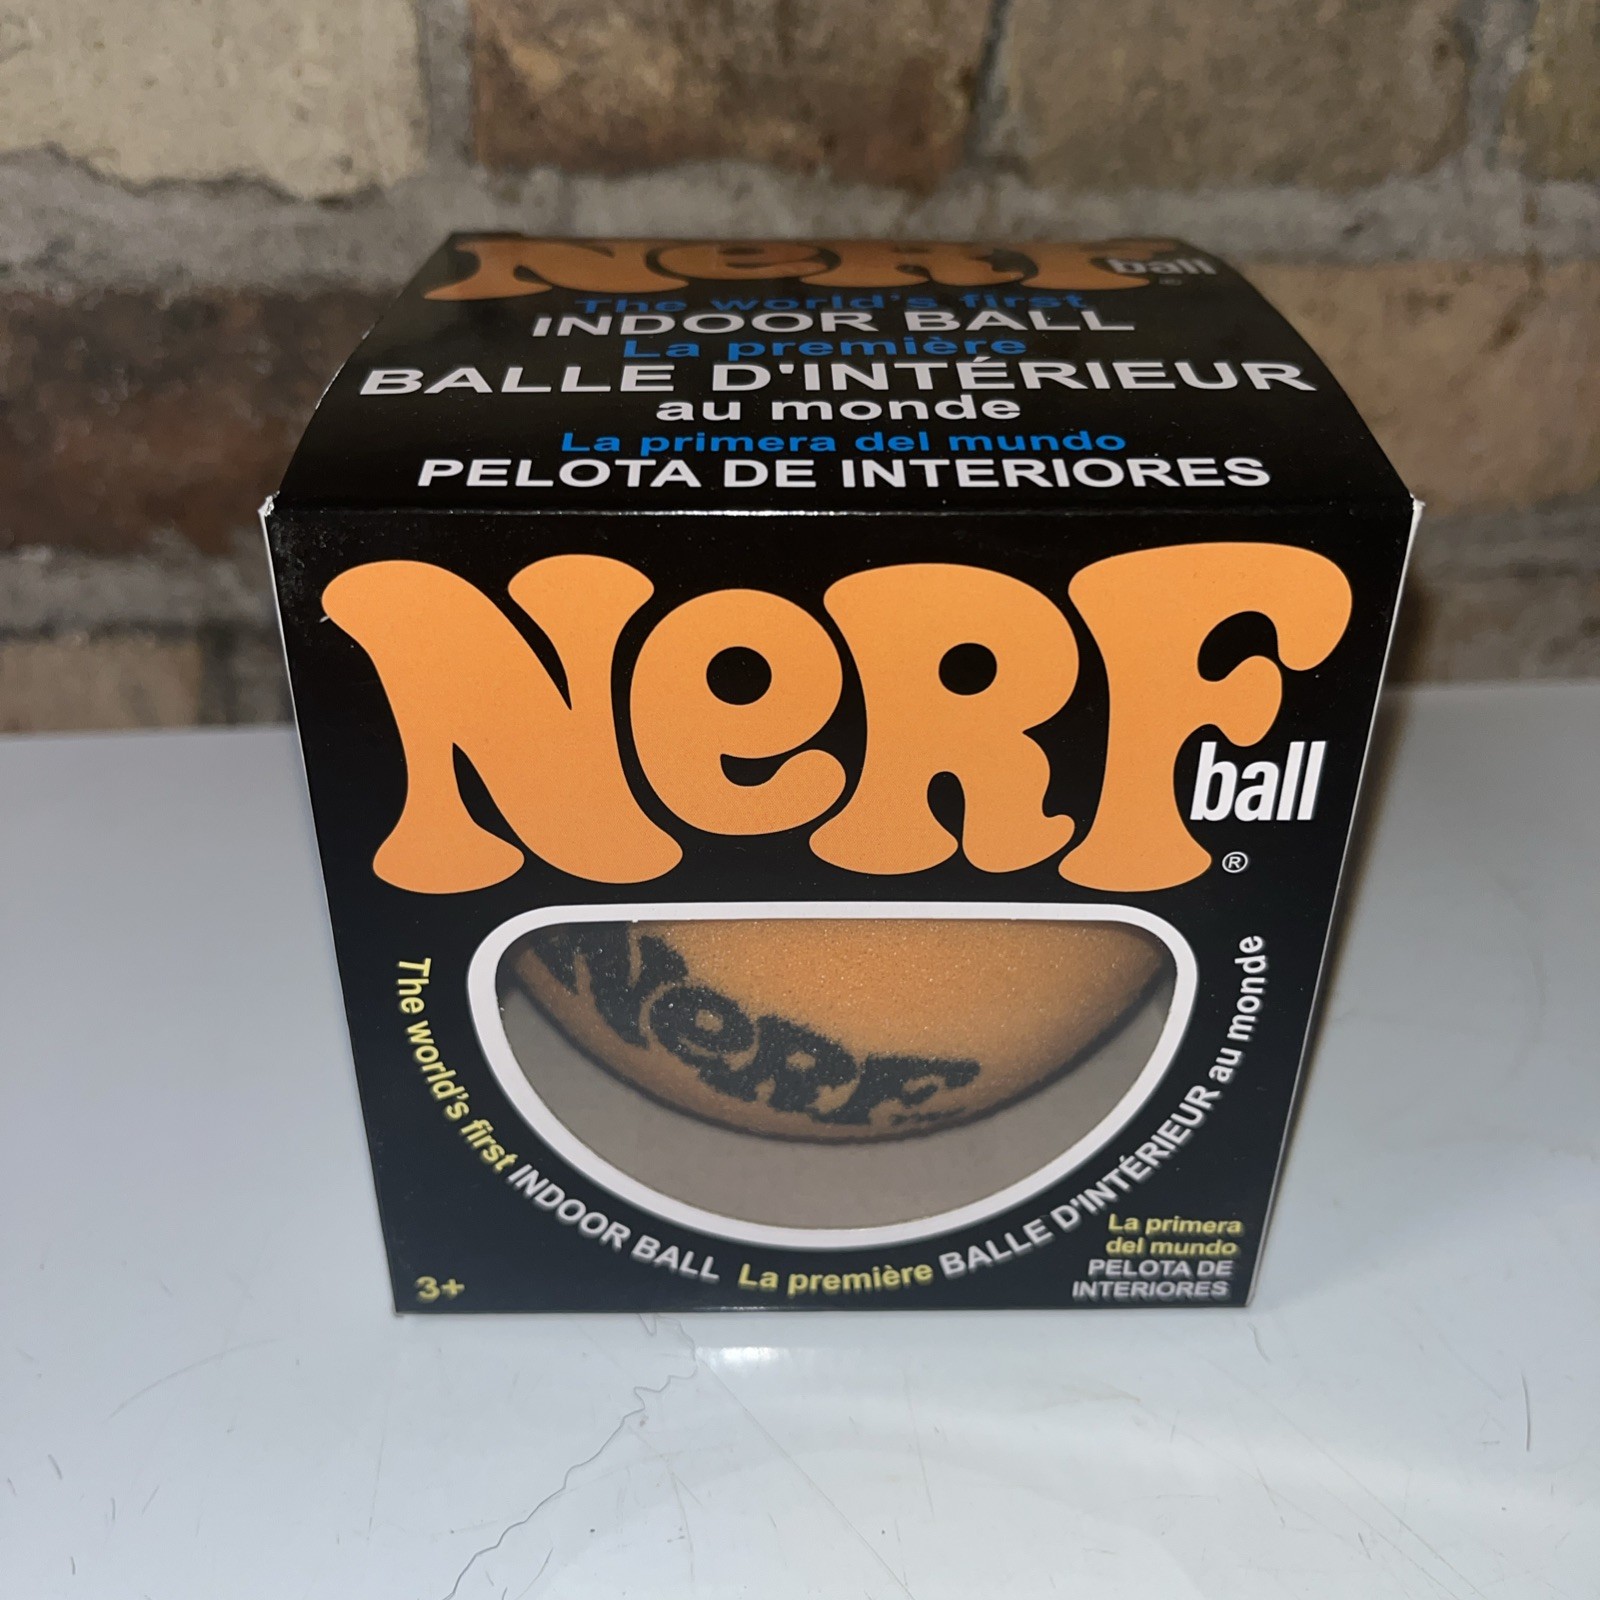 NeRF ball ®
The world's first
INDOOR BALL
La première
BALLE D'INTÉRIEUR
au monde
La primera del mundo
PELOTA DE INTERIORES
NeRF
ball
®
NeRF
The world's first INDOOR BALL La première BALLE D'INTÉRIEUR au monde
La primera
del mundo
PELOTA DE
INTERIORES
3+